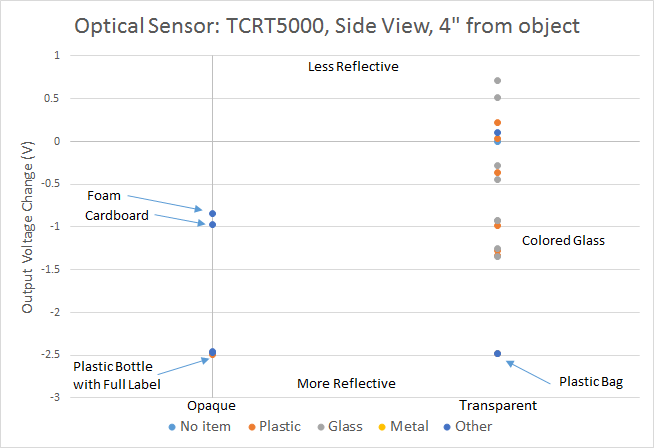 Optical Sensor: TCRT5000, Side View, 4" from object
1
Less Reflective
0.5
0
-0.5
Foam
Cardboard
-1
Colored Glass
-1.5
-2
-2.5
Plastic Bottle
with Full Label
More Reflective
Plastic Bag
-3
Output Voltage Change (V)
Opaque
Transparent
No item
Plastic
Glass
Metal
Other